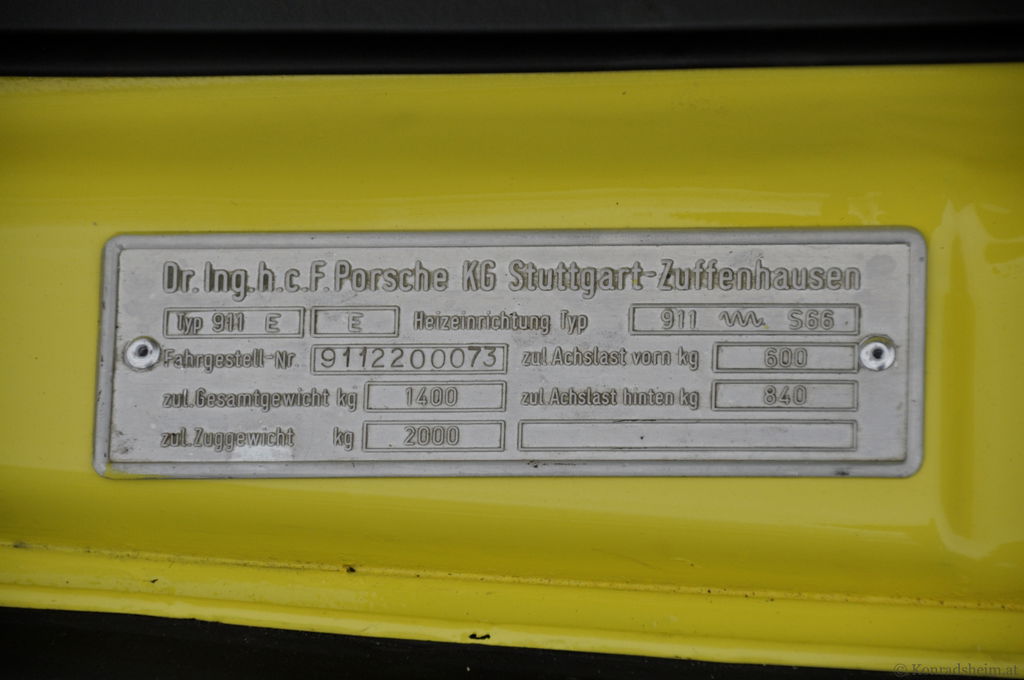 Dr. Ing. h. c. F. Porsche KG Stuttgart-Zuffenhausen
Typ 911 E E Heizeinrichtung Typ 911 S66
Fahrgestell-Nr. 9112200073 zul. Achslast vorn kg 600
zul. Gesamtgewicht kg 1400 zul. Achslast hinten kg 840
zul. Zuggewicht kg 2000
© Konradsheim.at